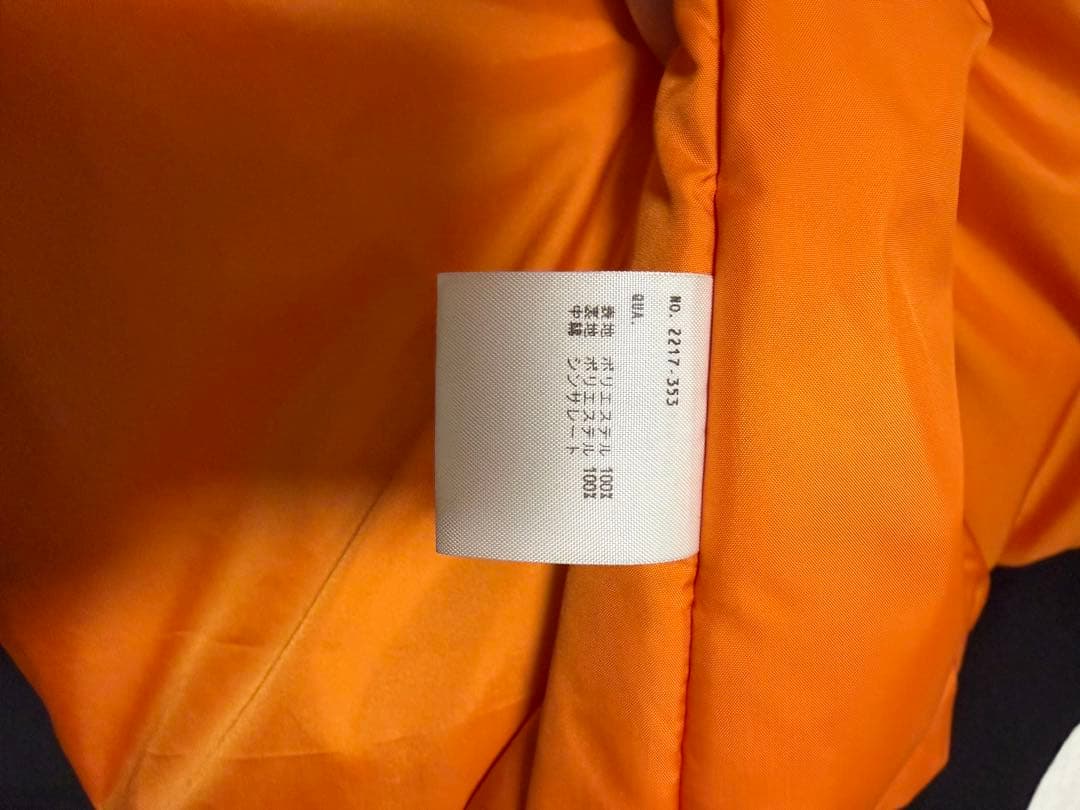 NO. 2217-353
QUA.
表地 ポリエステル 100%
裏地 ポリエステル 100%
中綿 シンサレート